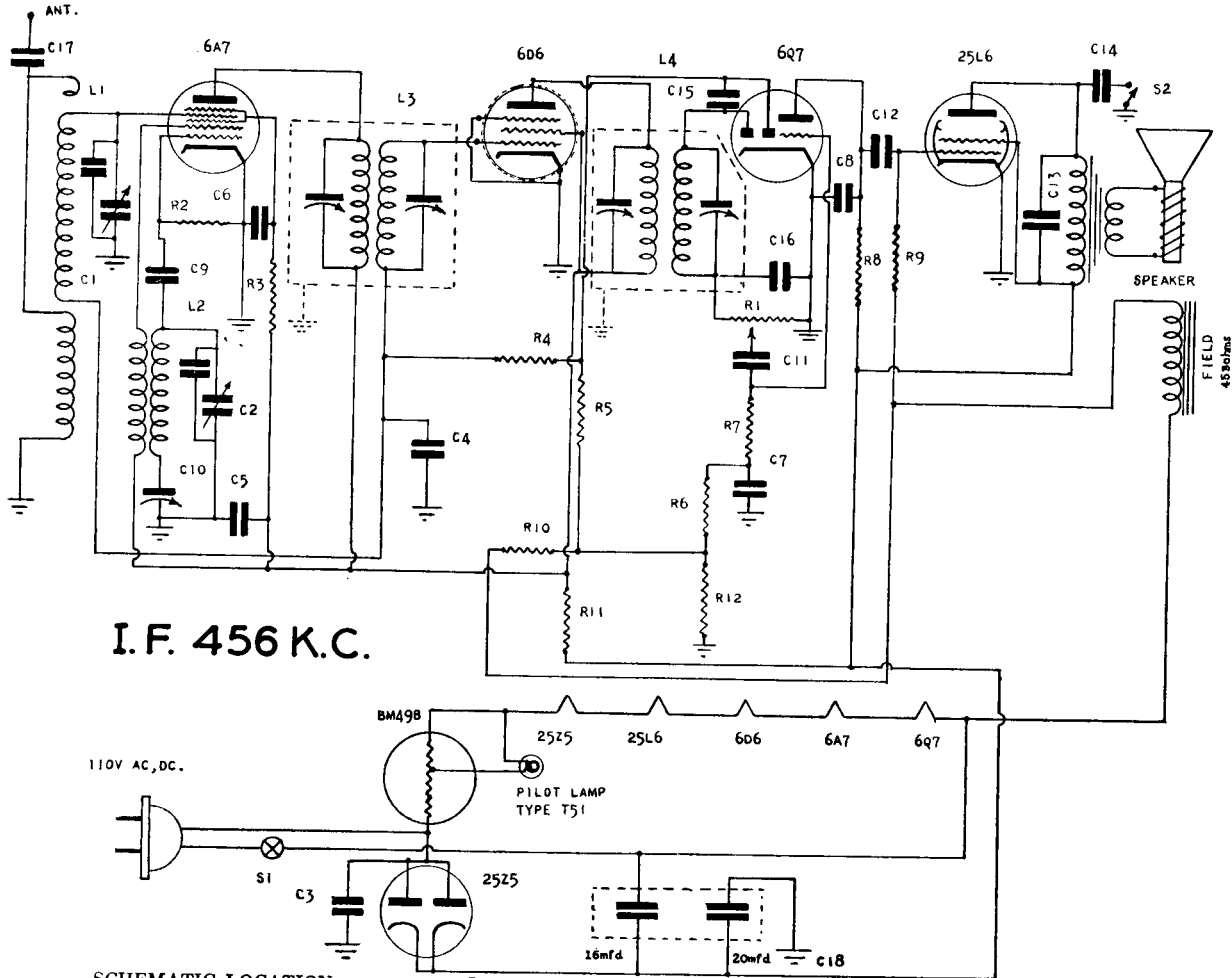 ANT.
C17
6A7
6D6
L4
6Q7
25L6
C14
S2
L1
L3
C15
C12
C6
C8
C13
R2
C9
C1
R3
L2
C16
R8
R9
SPEAKER
R1
R4
C11
FIELD
458ohms
C2
R5
C4
R7
C10
C5
C7
R6
R10
R11
R12
I.F. 456 K.C.
BM49B
25Z5
25L6
6D6
6A7
6Q7
110V AC,DC.
PILOT LAMP
TYPE T51
S1
C3
25Z5
16mfd
20mfd
C18